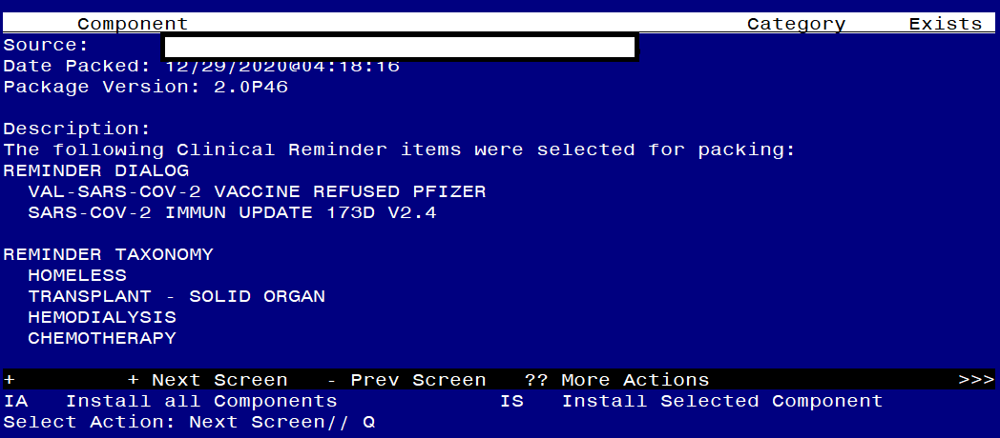 Component Category Exists
Source:
Date Packed: 12/29/2020@04:18:16
Package Version: 2.0P46
Description:
The following Clinical Reminder items were selected for packing:
REMINDER DIALOG
VAL-SARS-COV-2 VACCINE REFUSED PFIZER
SARS-COV-2 IMMUN UPDATE 173D V2.4
REMINDER TAXONOMY
HOMELESS
TRANSPLANT - SOLID ORGAN
HEMODIALYSIS
CHEMOTHERAPY
+ + Next Screen - Prev Screen ?? More Actions >>>
IA Install all Components IS Install Selected Component
Select Action: Next Screen// Q